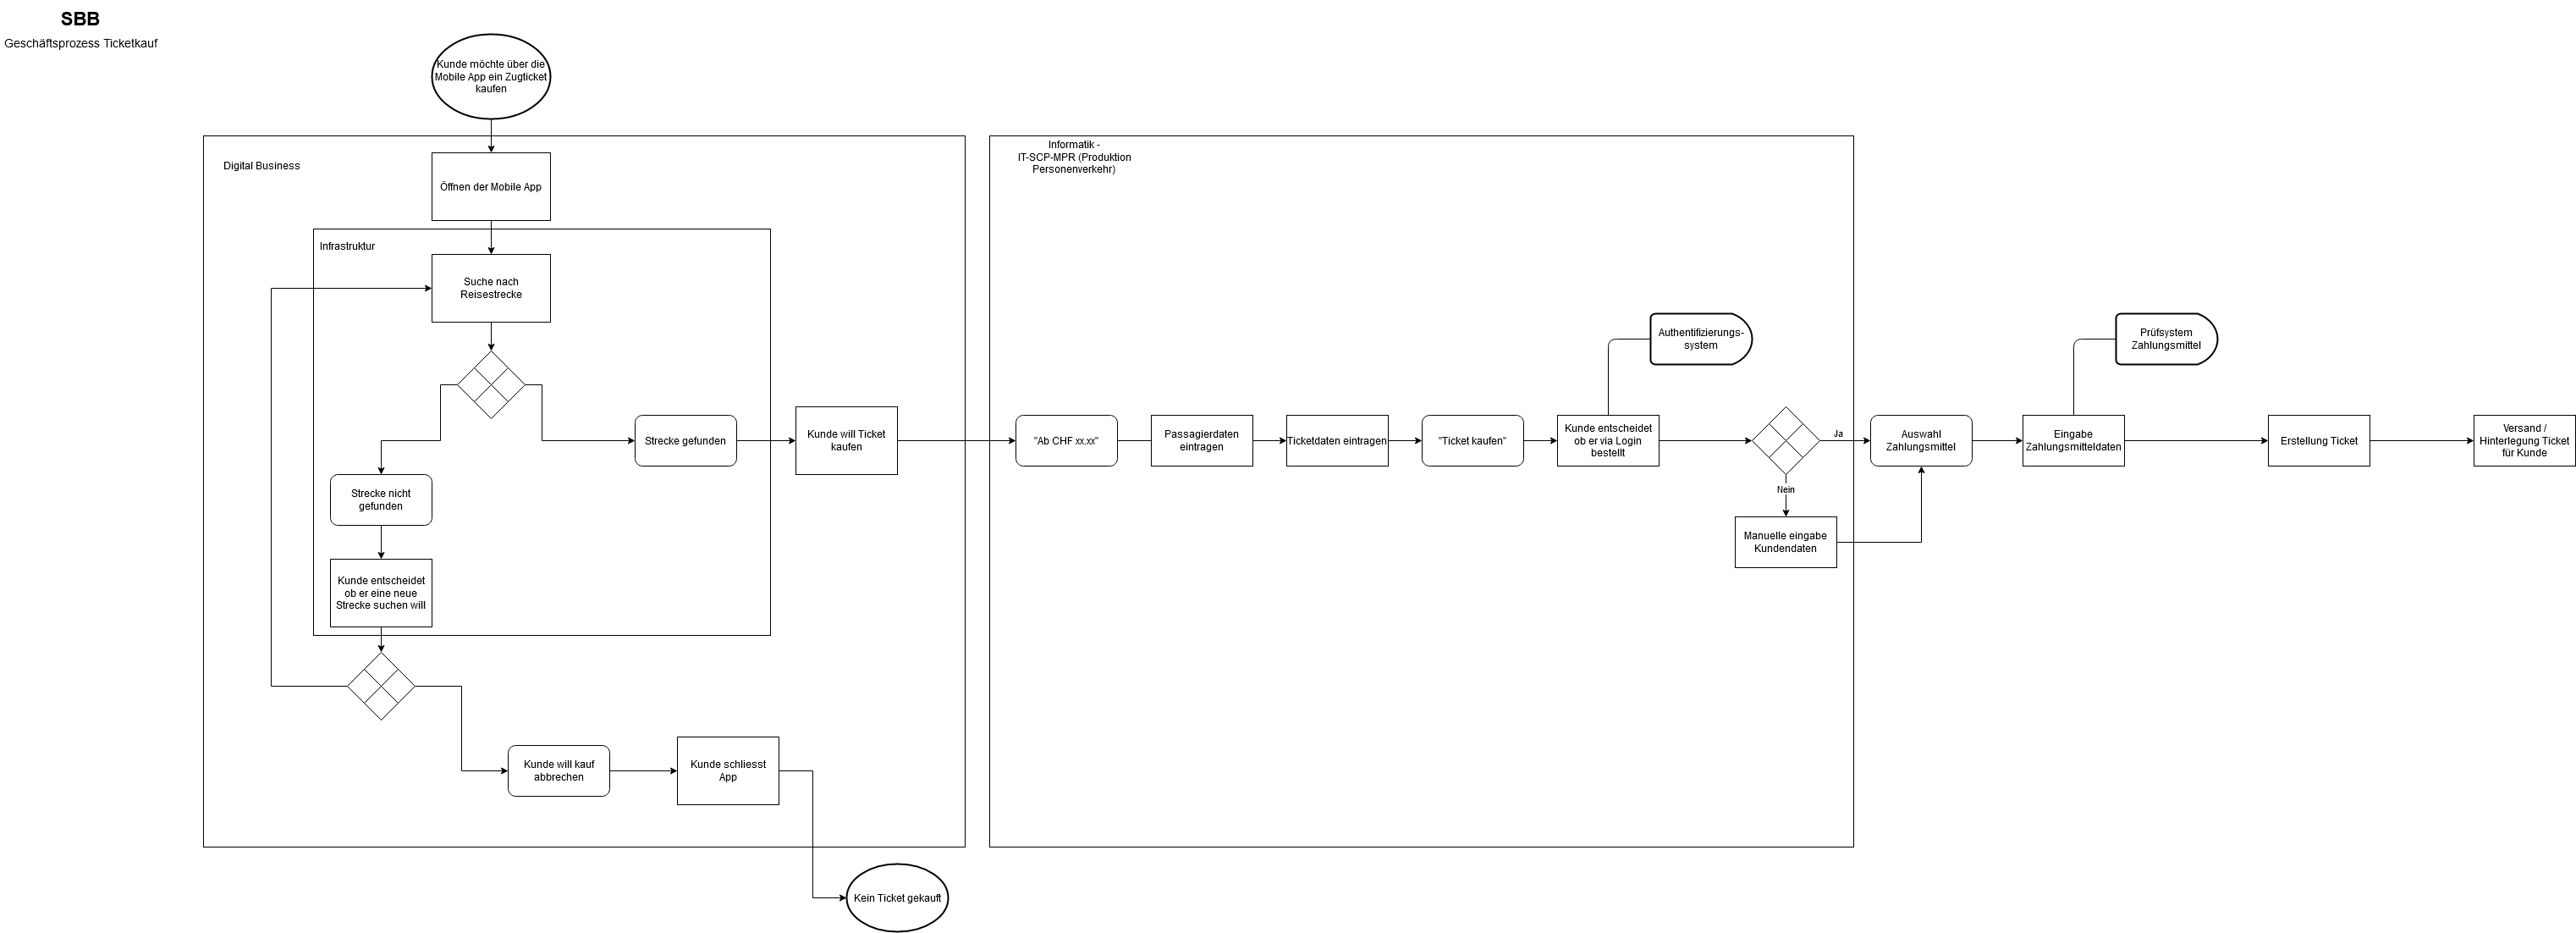 SBB
Geschäftsprozess Ticketkauf
Kunde möchte über die
Mobile App ein Zugticket
kaufen
Digital Business
Öffnen der Mobile App
Infrastruktur
Suche nach
Reisestrecke
Strecke gefunden
Kunde will Ticket
kaufen
Strecke nicht
gefunden
Kunde entscheidet
ob er eine neue
Strecke suchen will
Kunde will kauf
abbrechen
Kunde schliesst
App
Kein Ticket gekauft
Informatik -
IT-SCP-MPR (Produktion
Personenverkehr)
"Ab CHF xx.xx"
Passagierdaten
eintragen
Ticketdaten eintragen
"Ticket kaufen"
Kunde entscheidet
ob er via Login
bestellt
Authentifizierungs-
system
Ja
Nein
Manuelle eingabe
Kundendaten
Auswahl
Zahlungsmittel
Eingabe
Zahlungsmitteldaten
Prüfsystem
Zahlungsmittel
Erstellung Ticket
Versand /
Hinterlegung Ticket
für Kunde